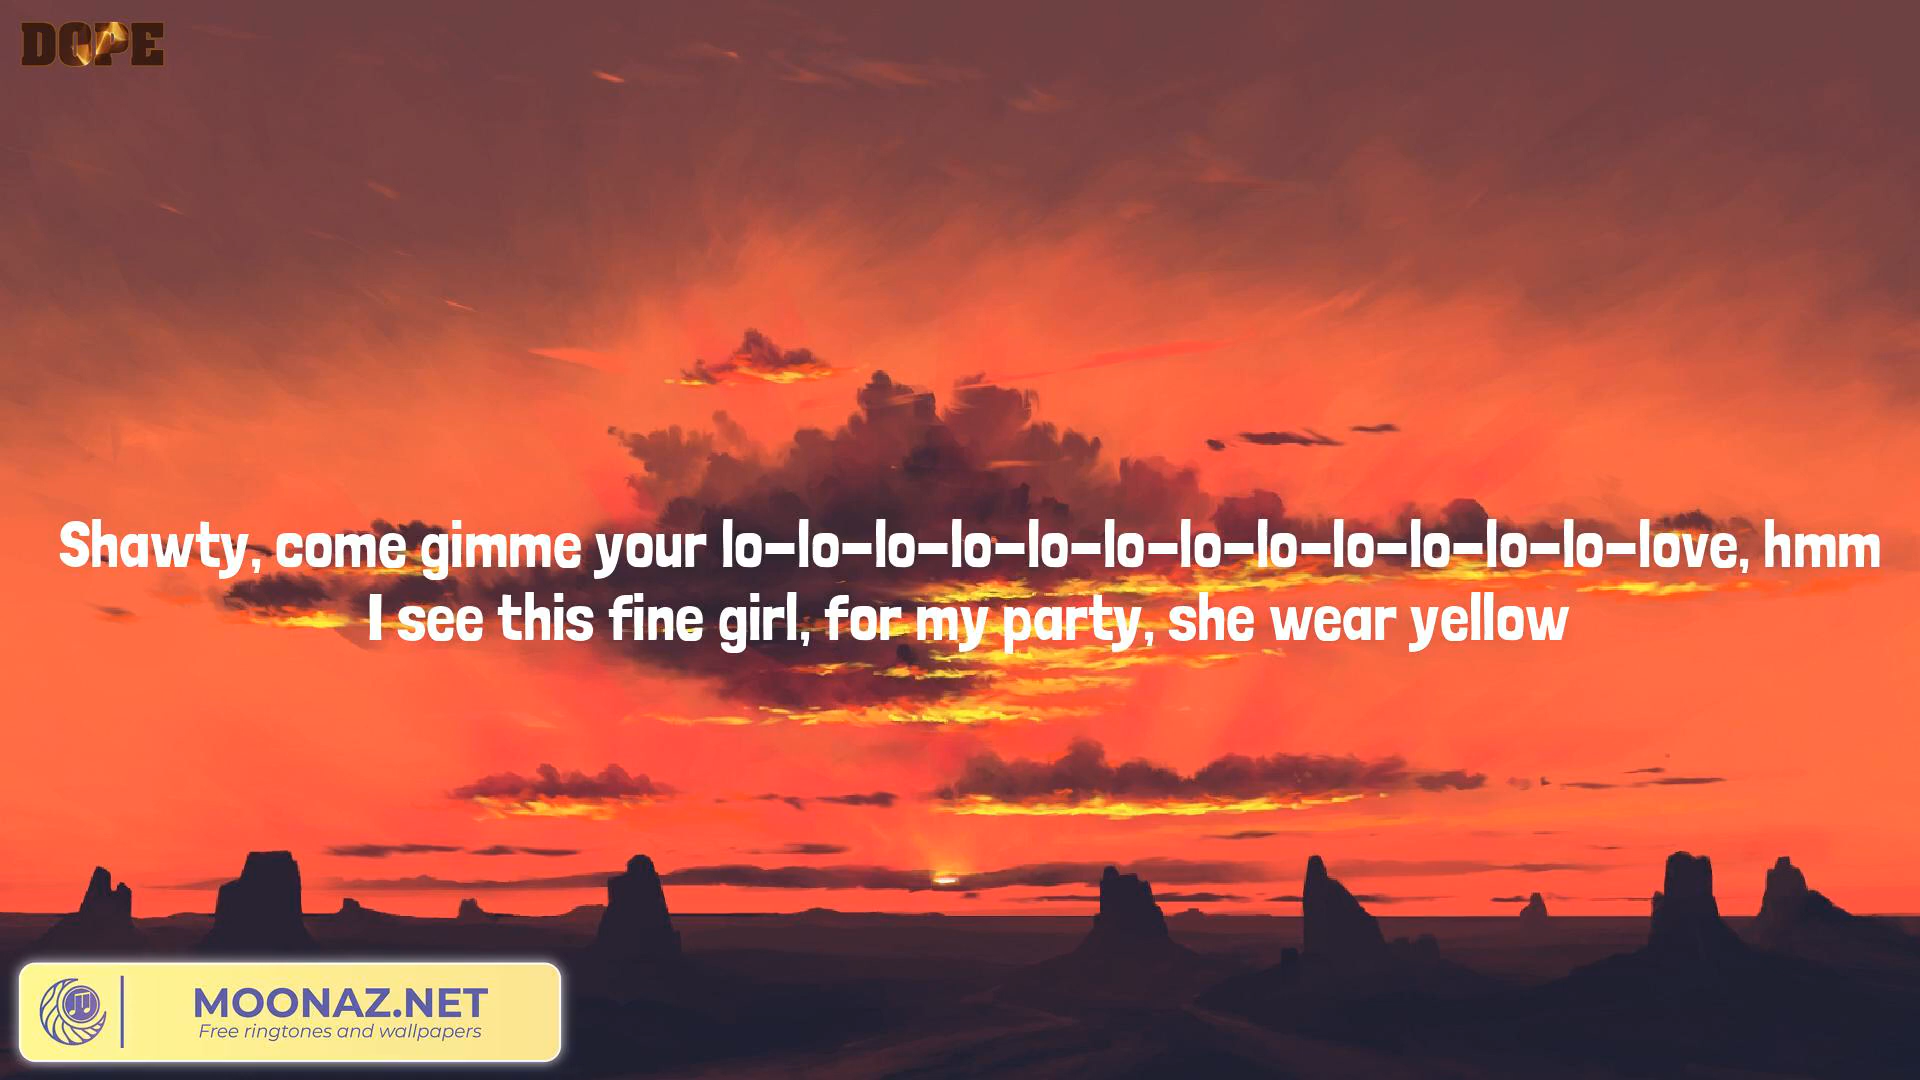 DOPE
Shawty, come gimme your lo-lo-lo-lo-lo-lo-lo-lo-lo-lo-lo-lo-love, hmm
I see this fine girl, for my party, she wear yellow
MOONAZ.NET
Free ringtones and wallpapers